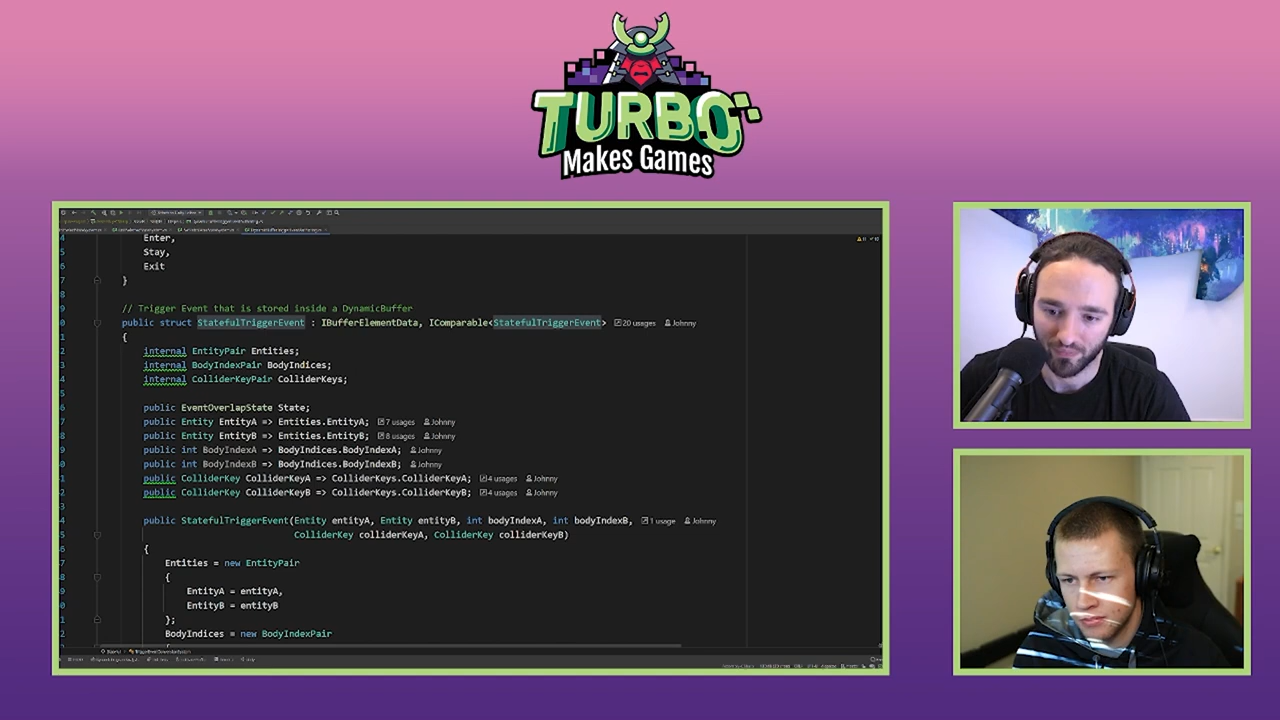 TURBO
Makes Games
Enter,
Stay,
Exit
}
// Trigger Event that is stored inside a DynamicBuffer
public struct StatefulTriggerEvent : IBufferElementData, IComparable<StatefulTriggerEvent> 20 usages Johnny
{
internal EntityPair Entities;
internal BodyIndexPair BodyIndices;
internal ColliderKeyPair ColliderKeys;
public EventOverlapState State;
public Entity EntityA => Entities.EntityA; 7 usages Johnny
public Entity EntityB => Entities.EntityB; 8 usages Johnny
public int BodyIndexA => BodyIndices.BodyIndexA; Johnny
public int BodyIndexB => BodyIndices.BodyIndexB; Johnny
public ColliderKey ColliderKeyA => ColliderKeys.ColliderKeyA; 4 usages Johnny
public ColliderKey ColliderKeyB => ColliderKeys.ColliderKeyB; 4 usages Johnny
public StatefulTriggerEvent(Entity entityA, Entity entityB, int bodyIndexA, int bodyIndexB, 1 usage Johnny
ColliderKey colliderKeyA, ColliderKey colliderKeyB)
{
Entities = new EntityPair
{
EntityA = entityA,
EntityB = entityB
};
BodyIndices = new BodyIndexPair